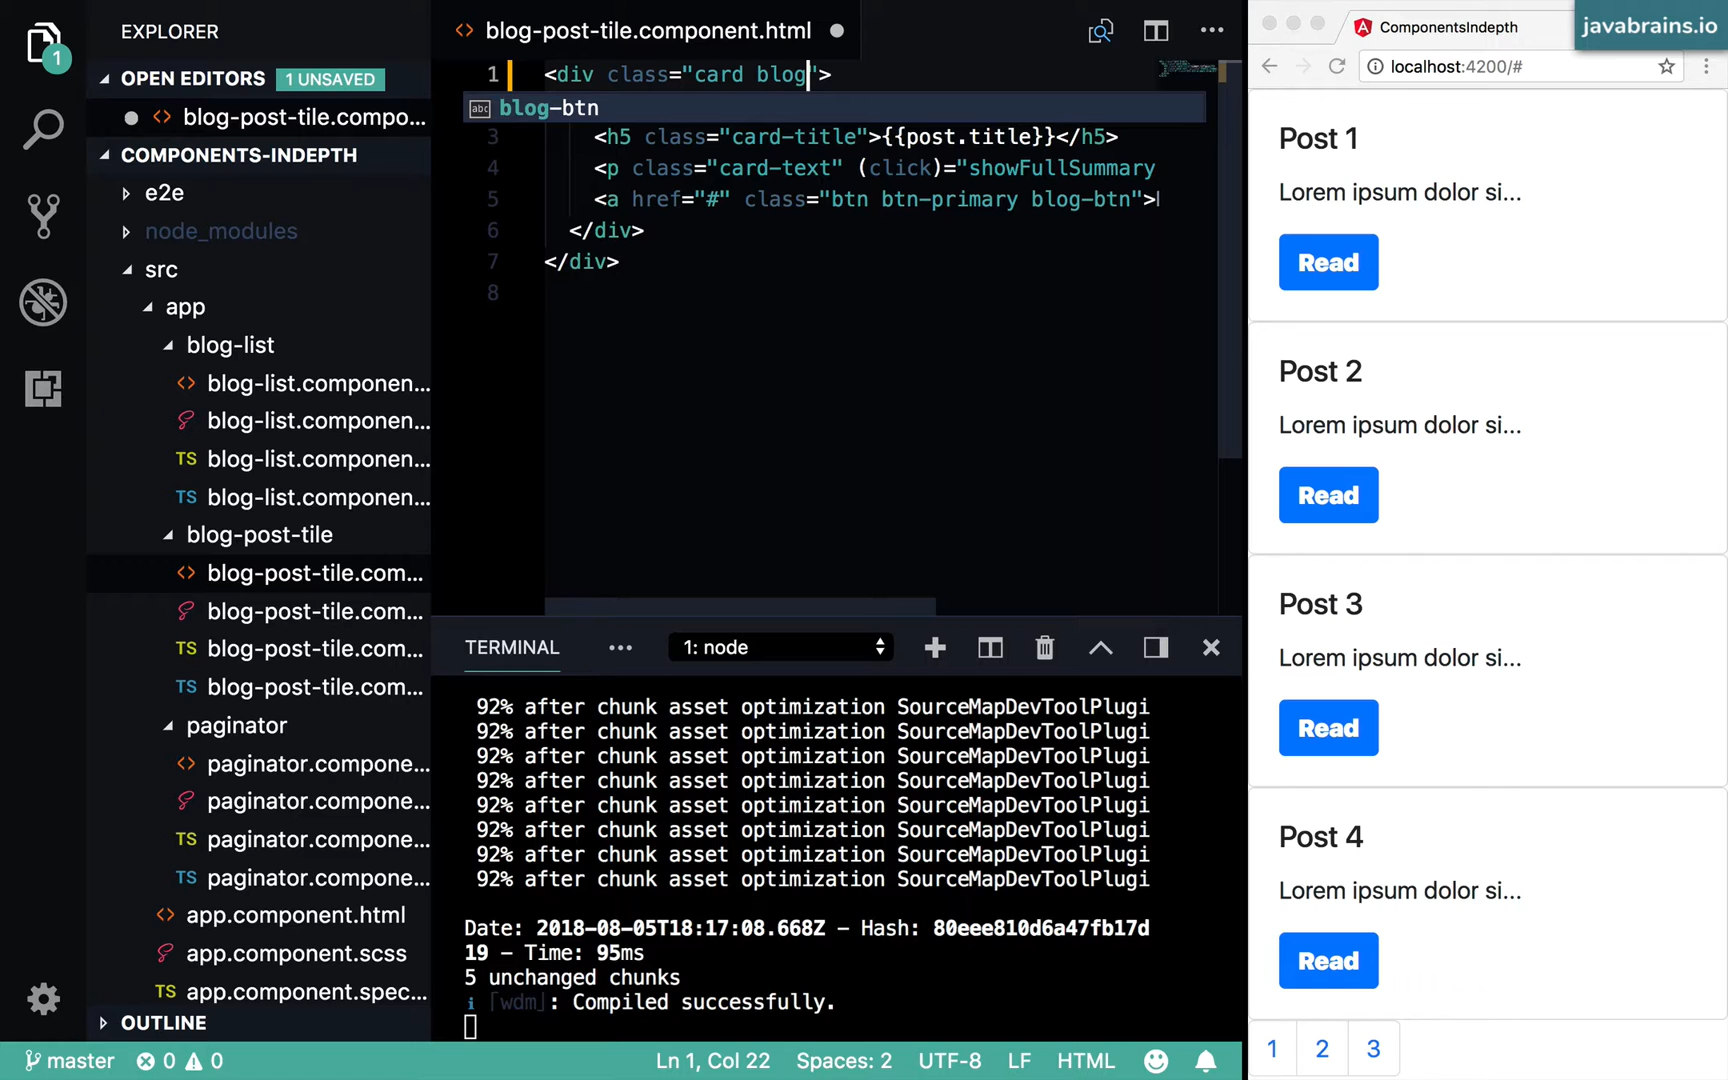 EXPLORER
OPEN EDITORS 1 UNSAVED
blog-post-tile.compo...
COMPONENTS-INDEPTH
e2e
node_modules
src
app
blog-list
blog-list.componen...
blog-list.componen...
TS blog-list.componen...
TS blog-list.componen...
blog-post-tile
blog-post-tile.com...
blog-post-tile.com...
TS blog-post-tile.com...
TS blog-post-tile.com...
paginator
paginator.compone...
paginator.compone...
TS paginator.compone...
TS paginator.compone...
app.component.html
app.component.scss
TS app.component.spec...
OUTLINE
1
blog-post-tile.component.html
1 <div class="card blog">
abc blog-btn
3 <h5 class="card-title">{{post.title}}</h5>
4 <p class="card-text" (click)="showFullSummary
5 <a href="#" class="btn btn-primary blog-btn">
6 </div>
7 </div>
8
TERMINAL ... 1: node
92% after chunk asset optimization SourceMapDevToolPlugi
92% after chunk asset optimization SourceMapDevToolPlugi
92% after chunk asset optimization SourceMapDevToolPlugi
92% after chunk asset optimization SourceMapDevToolPlugi
92% after chunk asset optimization SourceMapDevToolPlugi
92% after chunk asset optimization SourceMapDevToolPlugi
92% after chunk asset optimization SourceMapDevToolPlugi
92% after chunk asset optimization SourceMapDevToolPlugi
Date: 2018-08-05T18:17:08.668Z - Hash: 80eee810d6a47fb17d
19 - Time: 95ms
5 unchanged chunks
i ｢wdm｣: Compiled successfully.
master 0 0 Ln 1, Col 22 Spaces: 2 UTF-8 LF HTML
ComponentsIndepth
javabrains.io
localhost:4200/#
Post 1
Lorem ipsum dolor si...
Read
Post 2
Lorem ipsum dolor si...
Read
Post 3
Lorem ipsum dolor si...
Read
Post 4
Lorem ipsum dolor si...
Read
1 2 3